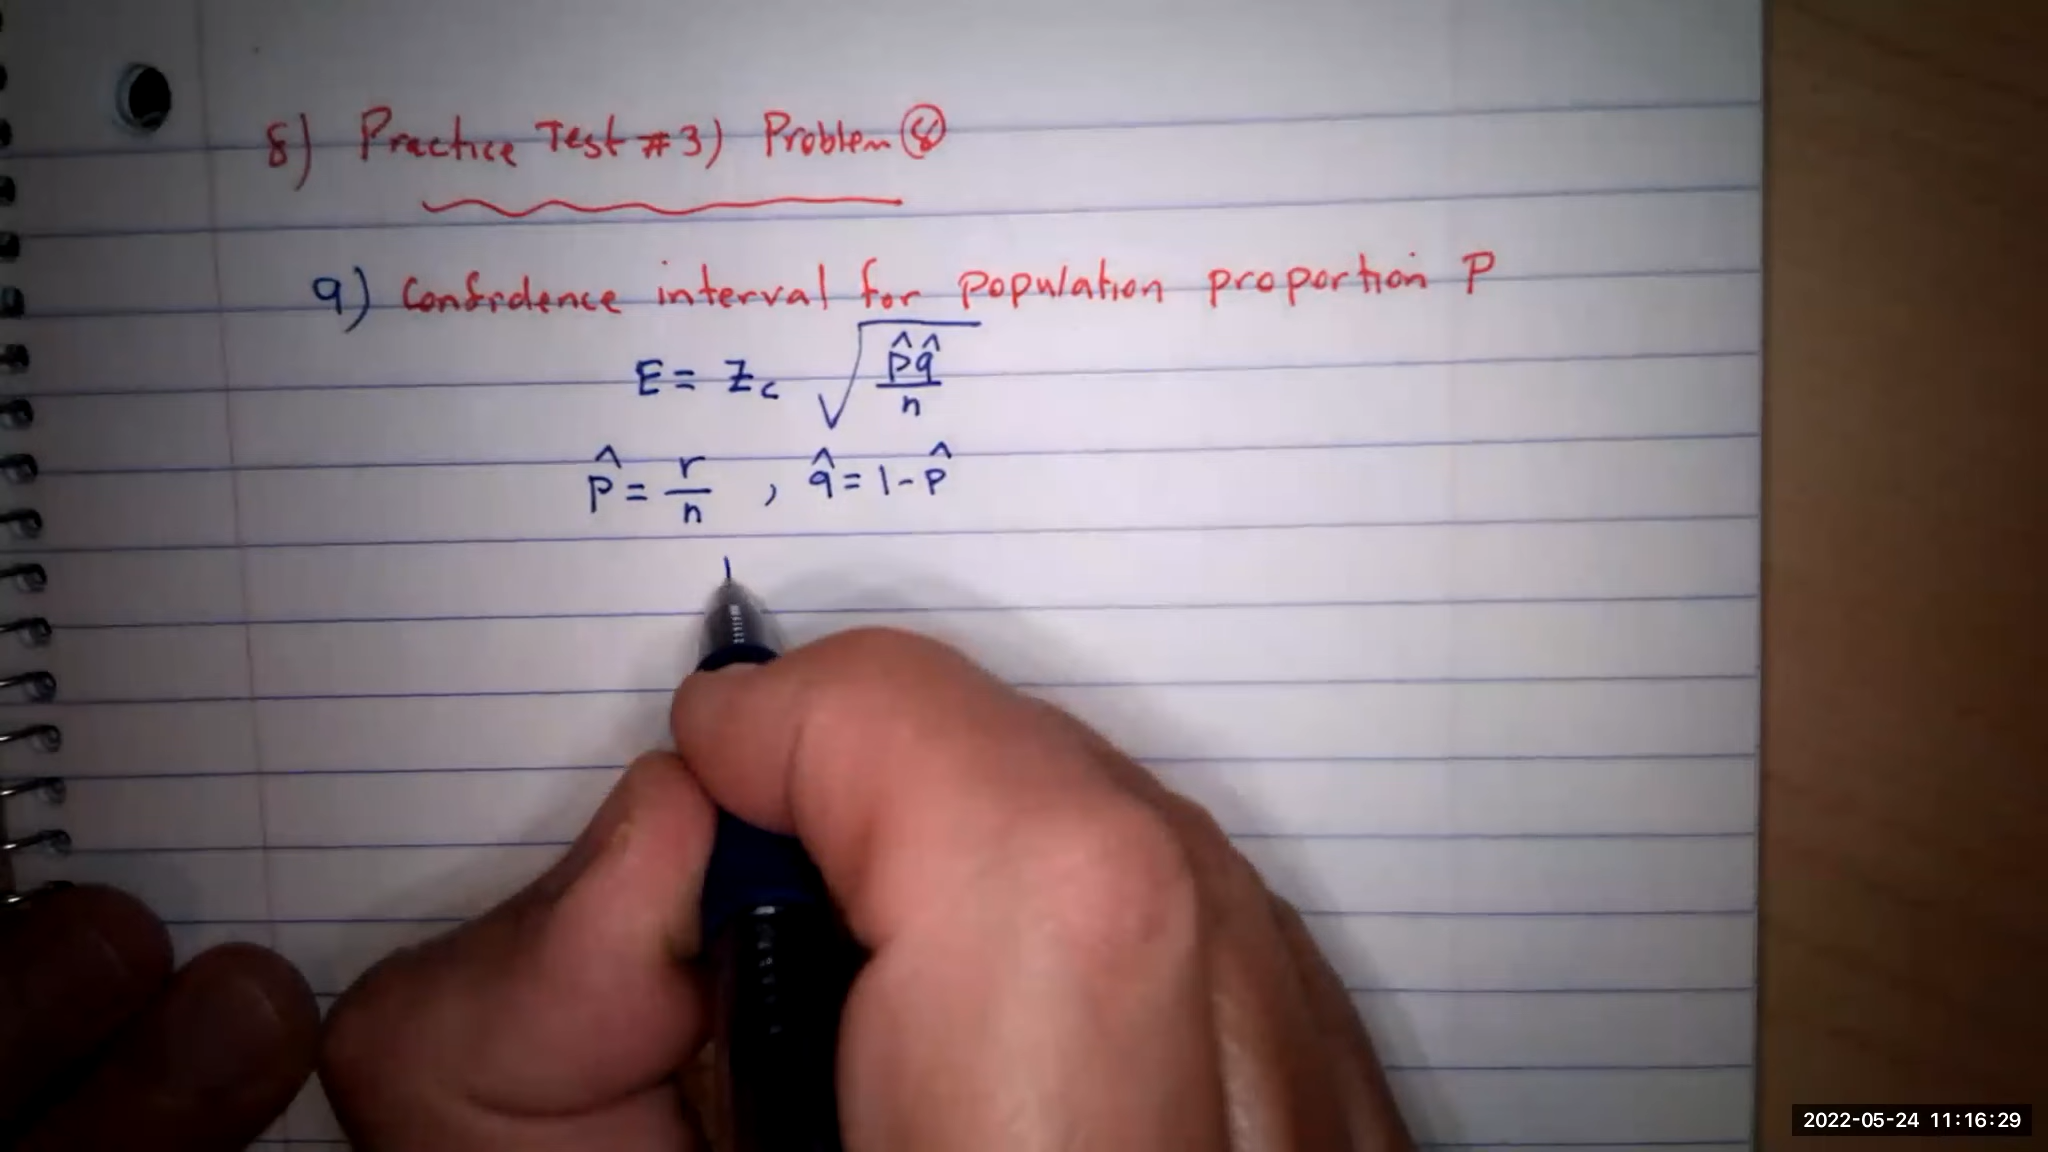 8) Practice Test #3) Problem ⑧
9) Confidence interval for population proportion P
E = Zc √(p̂q̂/n)
p̂ = r/n , q̂ = 1 - p̂
2022-05-24 11:16:29